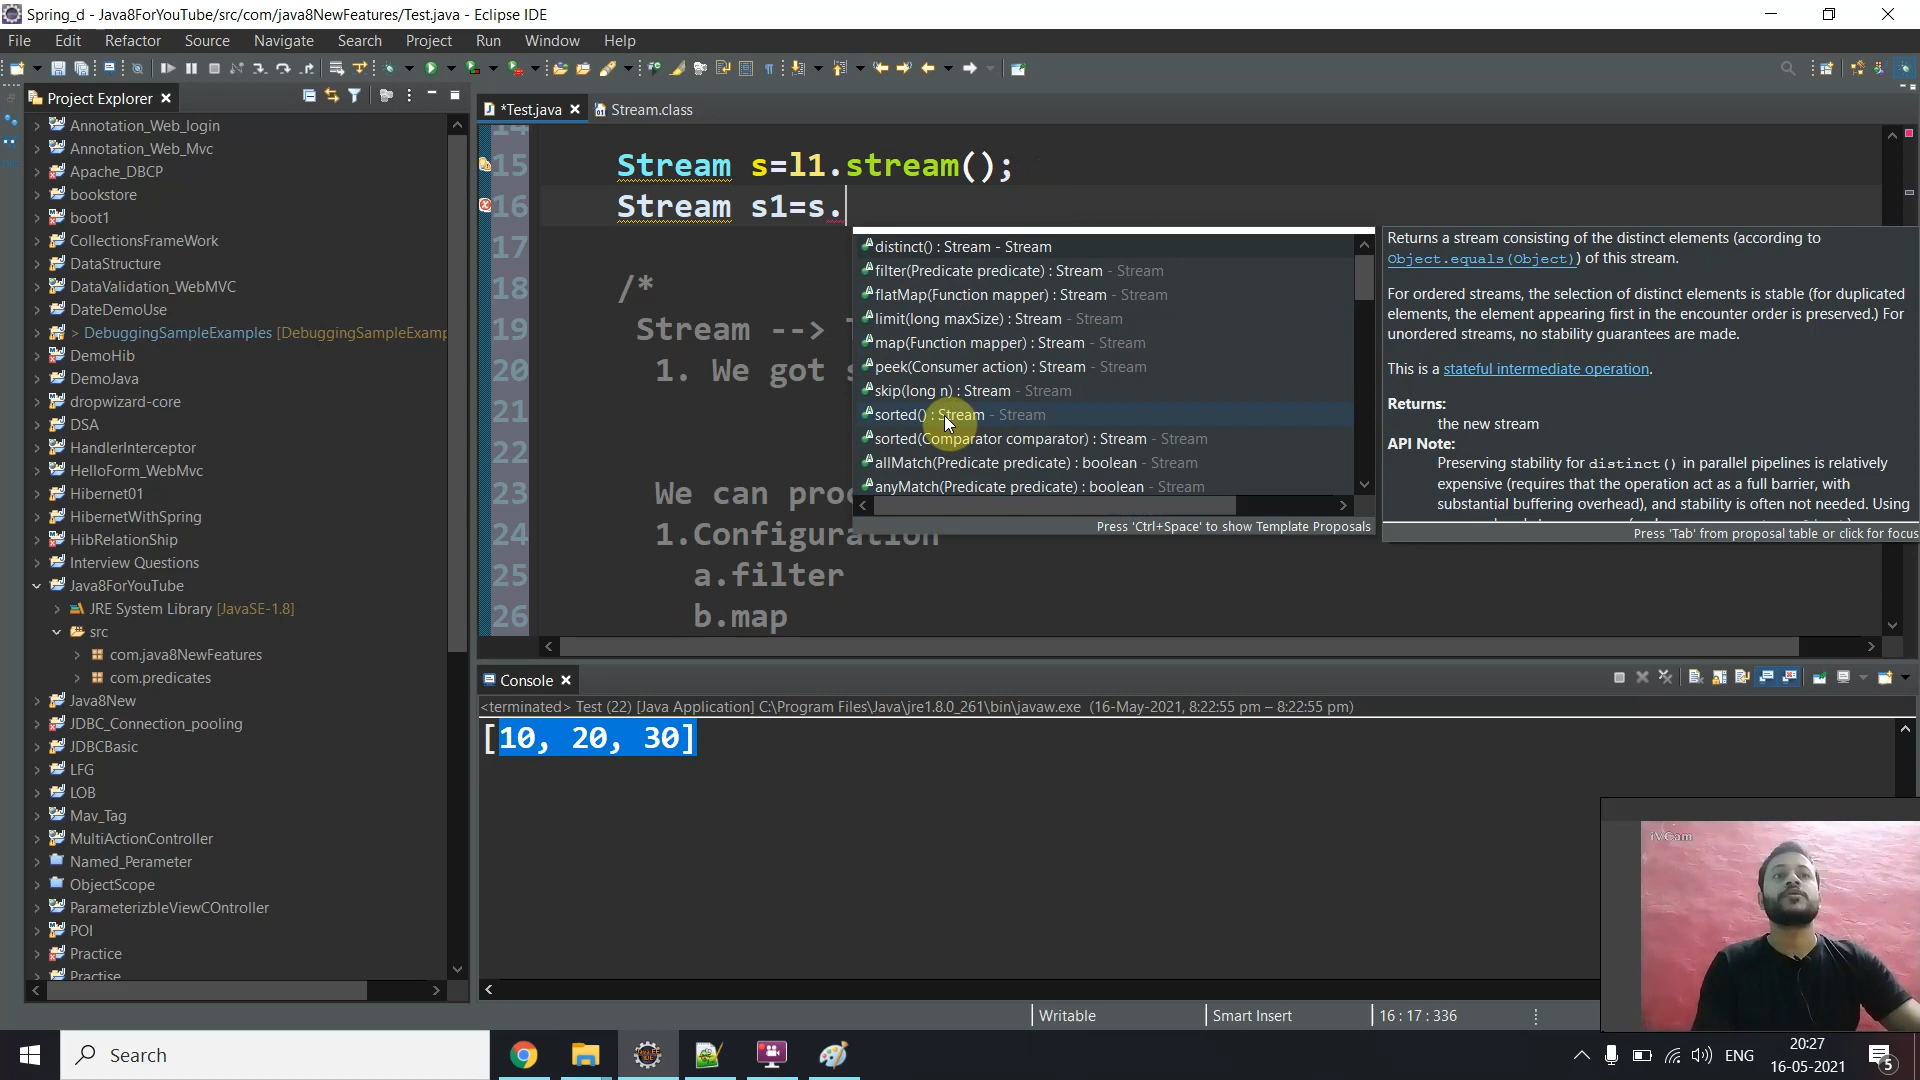 Spring_d - Java8ForYouTube/src/com/java8NewFeatures/Test.java - Eclipse IDE
File Edit Refactor Source Navigate Search Project Run Window Help
Project Explorer
Annotation_Web_login
Annotation_Web_Mvc
Apache_DBCP
bookstore
boot1
CollectionsFrameWork
DataStructure
DataValidation_WebMVC
DateDemoUse
> DebuggingSampleExamples [DebuggingSampleExamp
DemoHib
DemoJava
dropwizard-core
DSA
HandlerInterceptor
HelloForm_WebMvc
Hibernet01
HibernetWithSpring
HibRelationShip
Interview Questions
Java8ForYouTube
JRE System Library [JavaSE-1.8]
src
com.java8NewFeatures
com.predicates
Java8New
JDBC_Connection_pooling
JDBCBasic
LFG
LOB
Mav_Tag
MultiActionController
Named_Perameter
ObjectScope
ParameterizbleViewCOntroller
POI
Practice
Practise
*Test.java Stream.class
14
15 Stream s=l1.stream();
16 Stream s1=s.
17
18 /*
19 Stream -->
20 1. We got
21
22
23 We can
24 1.Configuration
25 a.filter
26 b.map
distinct() : Stream - Stream
filter(Predicate predicate) : Stream - Stream
flatMap(Function mapper) : Stream - Stream
limit(long maxSize) : Stream - Stream
map(Function mapper) : Stream - Stream
peek(Consumer action) : Stream - Stream
skip(long n) : Stream - Stream
sorted() : Stream - Stream
sorted(Comparator comparator) : Stream - Stream
allMatch(Predicate predicate) : boolean - Stream
anyMatch(Predicate predicate) : boolean - Stream
Press 'Ctrl+Space' to show Template Proposals
Returns a stream consisting of the distinct elements (according to
Object.equals(Object)) of this stream.
For ordered streams, the selection of distinct elements is stable (for duplicated
elements, the element appearing first in the encounter order is preserved.) For
unordered streams, no stability guarantees are made.
This is a stateful intermediate operation.
Returns:
the new stream
API Note:
Preserving stability for distinct() in parallel pipelines is relatively
expensive (requires that the operation act as a full barrier, with
substantial buffering overhead), and stability is often not needed. Using
Press 'Tab' from proposal table or click for focus
Console
<terminated> Test (22) [Java Application] C:\Program Files\Java\jre1.8.0_261\bin\javaw.exe (16-May-2021, 8:22:55 pm – 8:22:55 pm)
[10, 20, 30]
iVCam
Writable Smart Insert 16 : 17 : 336
Search
ENG
20:27
16-05-2021
5